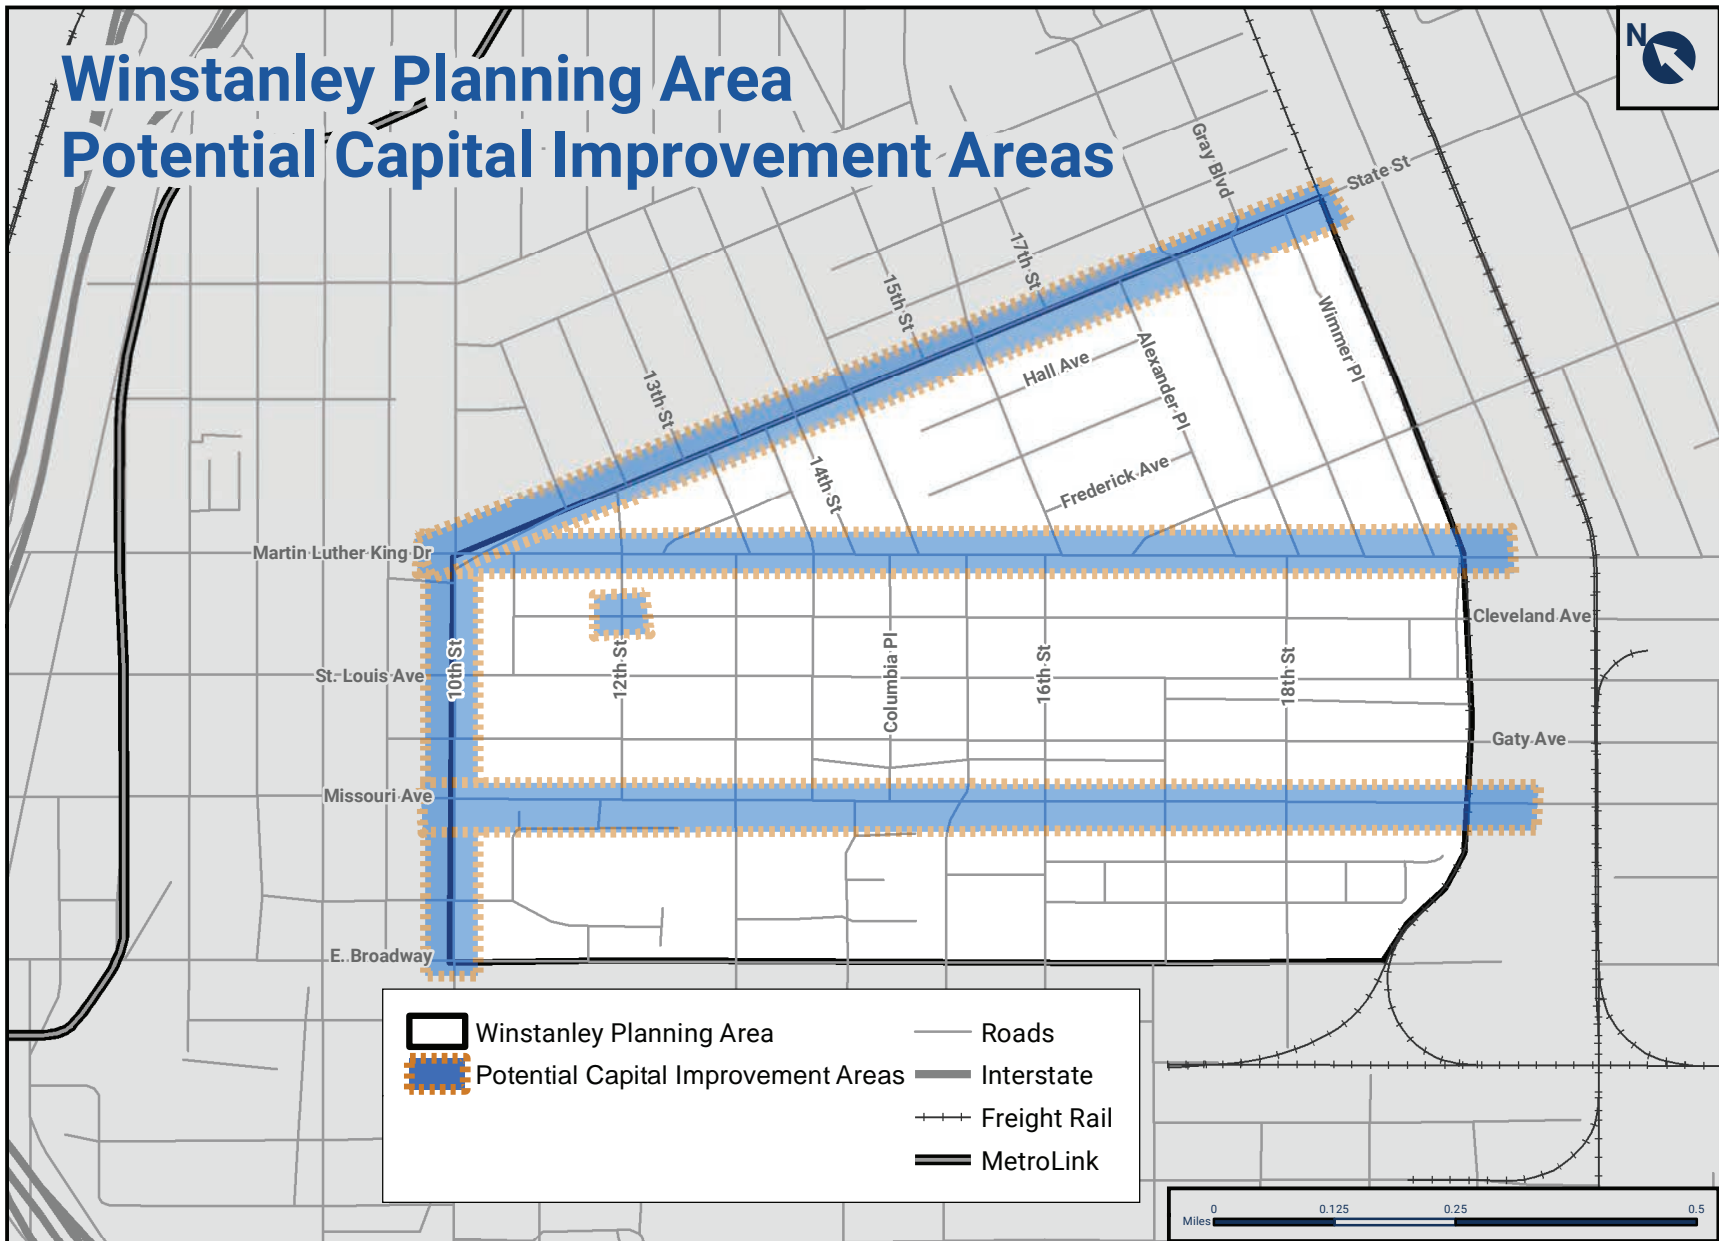 Winstanley Planning Area
Potential Capital Improvement Areas
N
State St
Gray Blvd
17th St
15th St
Wimmer Pl
Alexander Pl
Hall Ave
13th St
14th St
Frederick Ave
Martin Luther King Dr
Cleveland Ave
St. Louis Ave
10th St
12th St
Columbia Pl
16th St
18th St
Gaty Ave
Missouri Ave
E. Broadway
Winstanley Planning Area
Potential Capital Improvement Areas
Roads
Interstate
Freight Rail
MetroLink
0 0.125 0.25 0.5
Miles